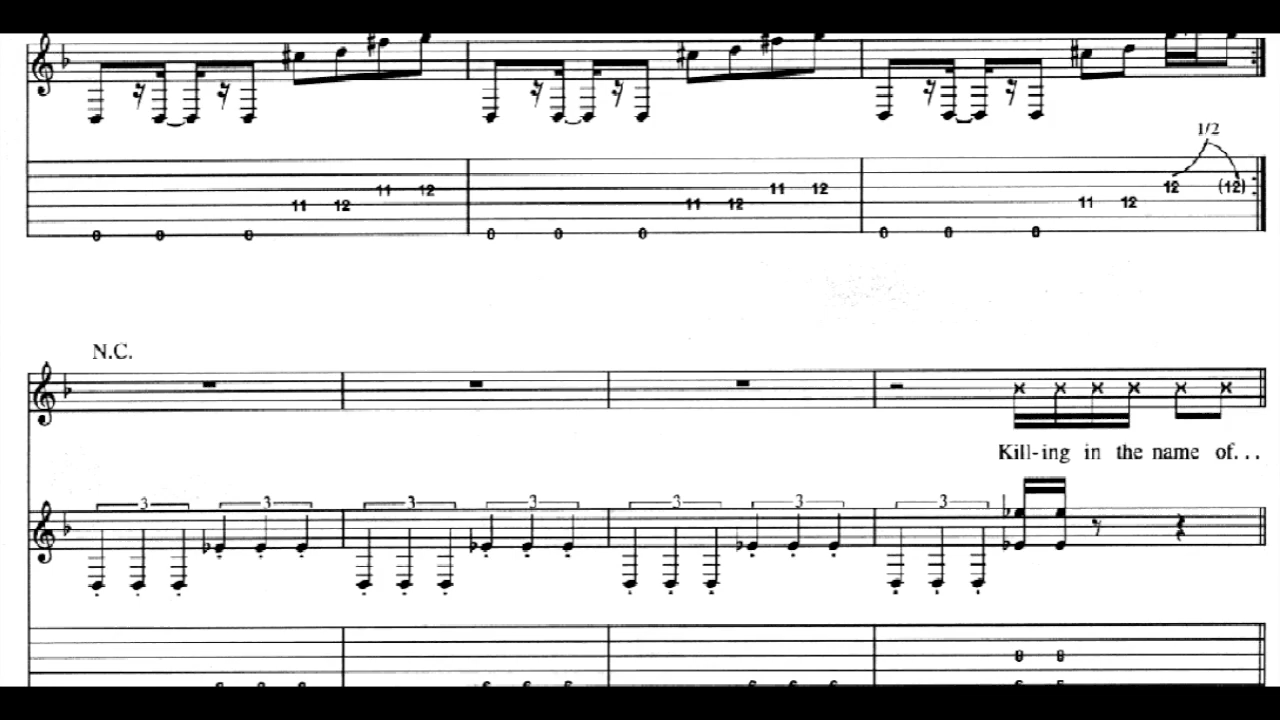 1/2
11 12 11 12 11 12 11 12 11 12 12 (12)
0 0 0 0 0 0 0 0 0
N.C.
Kill-ing in the name of...
3 3 3 3 3 3 3
8 8